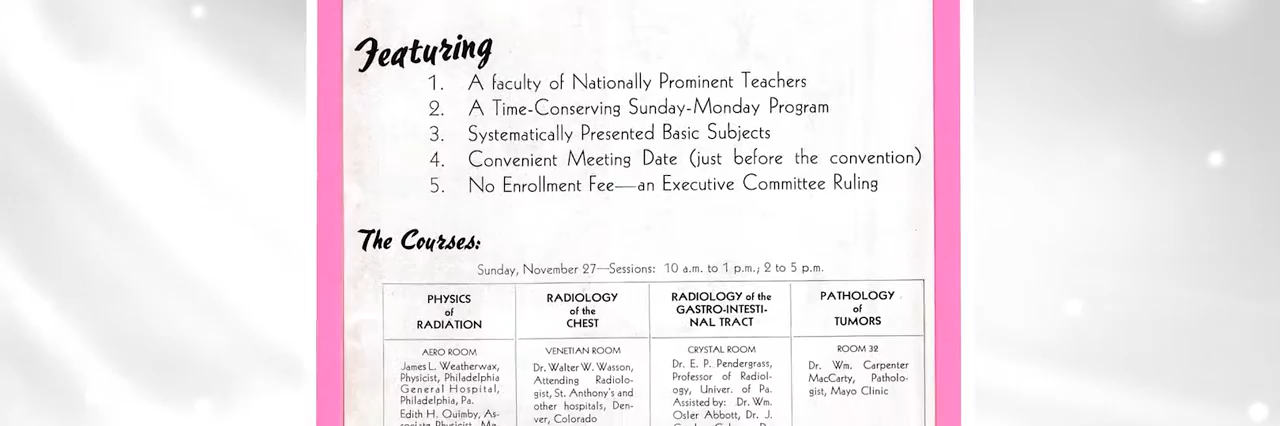 Featuring
1. A faculty of Nationally Prominent Teachers
2. A Time-Conserving Sunday-Monday Program
3. Systematically Presented Basic Subjects
4. Convenient Meeting Date (just before the convention)
5. No Enrollment Fee—an Executive Committee Ruling
The Courses:
Sunday, November 27—Sessions: 10 a.m. to 1 p.m.; 2 to 5 p.m.
PHYSICS
of
RADIATION
AERO ROOM
James L. Weatherwax,
Physicist, Philadelphia
General Hospital,
Philadelphia, Pa.
Edith H. Quimby, As-
RADIOLOGY
of the
CHEST
VENETIAN ROOM
Dr. Walter W. Wasson,
Attending Radiolo-
gist, St. Anthony's and
other hospitals, Den-
ver, Colorado
RADIOLOGY of the
GASTRO-INTESTI-
NAL TRACT
CRYSTAL ROOM
Dr. E. P. Pendergrass,
Professor of Radiol-
ogy, Univer. of Pa.
Assisted by: Dr. Wm.
Osler Abbott, Dr. J.
PATHOLOGY
of
TUMORS
ROOM 32
Dr. Wm. Carpenter
MacCarty, Patholo-
gist, Mayo Clinic